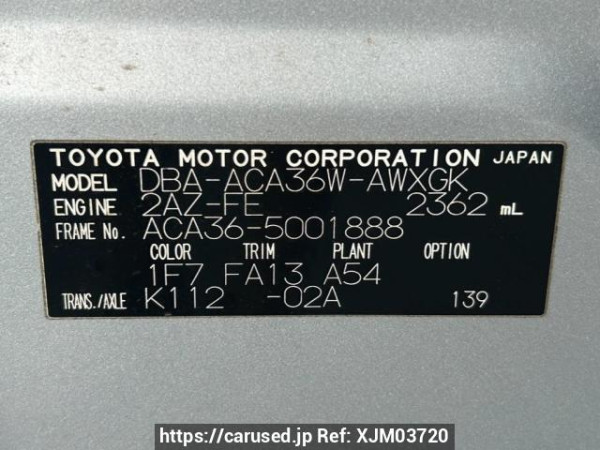 TOYOTA MOTOR CORPORATION JAPAN
MODEL DBA-ACA36W-AWXGK
ENGINE 2AZ-FE 2362 mL
FRAME No. ACA36-5001888
COLOR TRIM PLANT OPTION
1F7 FA13 A54
TRANS./AXLE K112 -02A 139
https://carused.jp Ref: XJM03720